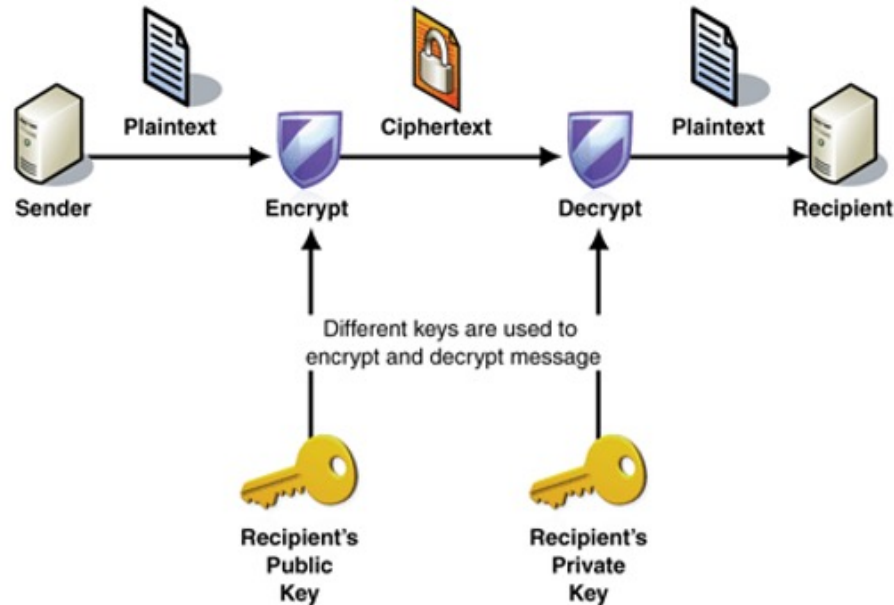 Plaintext
Ciphertext
Plaintext
Sender
Encrypt
Decrypt
Recipient
Different keys are used to
encrypt and decrypt message
Recipient's
Public
Key
Recipient's
Private
Key